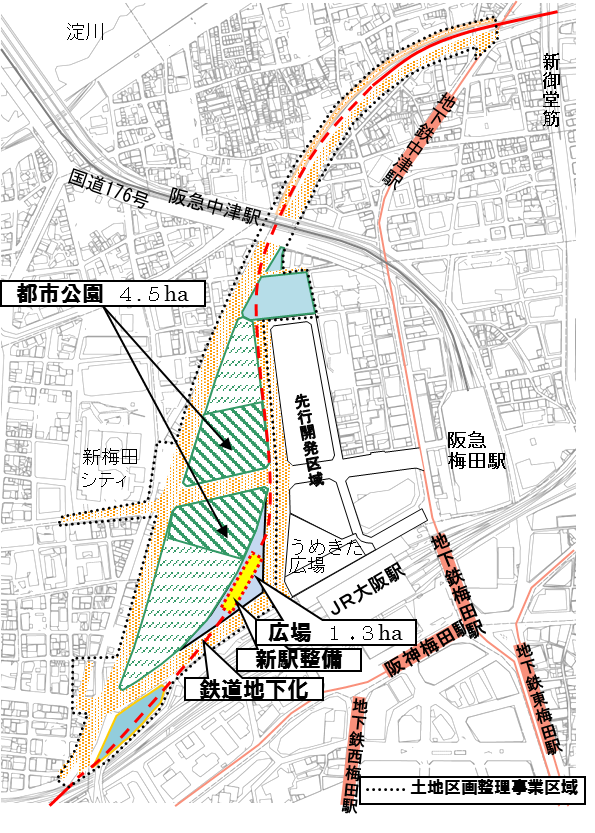 淀川
新御堂筋
地下鉄中津駅
国道176号
阪急中津駅
都市公園 4.5ha
先行開発区域
新梅田
シティ
阪急
梅田駅
うめきた
広場
JR大阪駅
地下鉄梅田駅
広場 1.3ha
新駅整備
阪神梅田駅
鉄道地下化
地下鉄東梅田駅
地下鉄西梅田駅
……… 土地区画整理事業区域